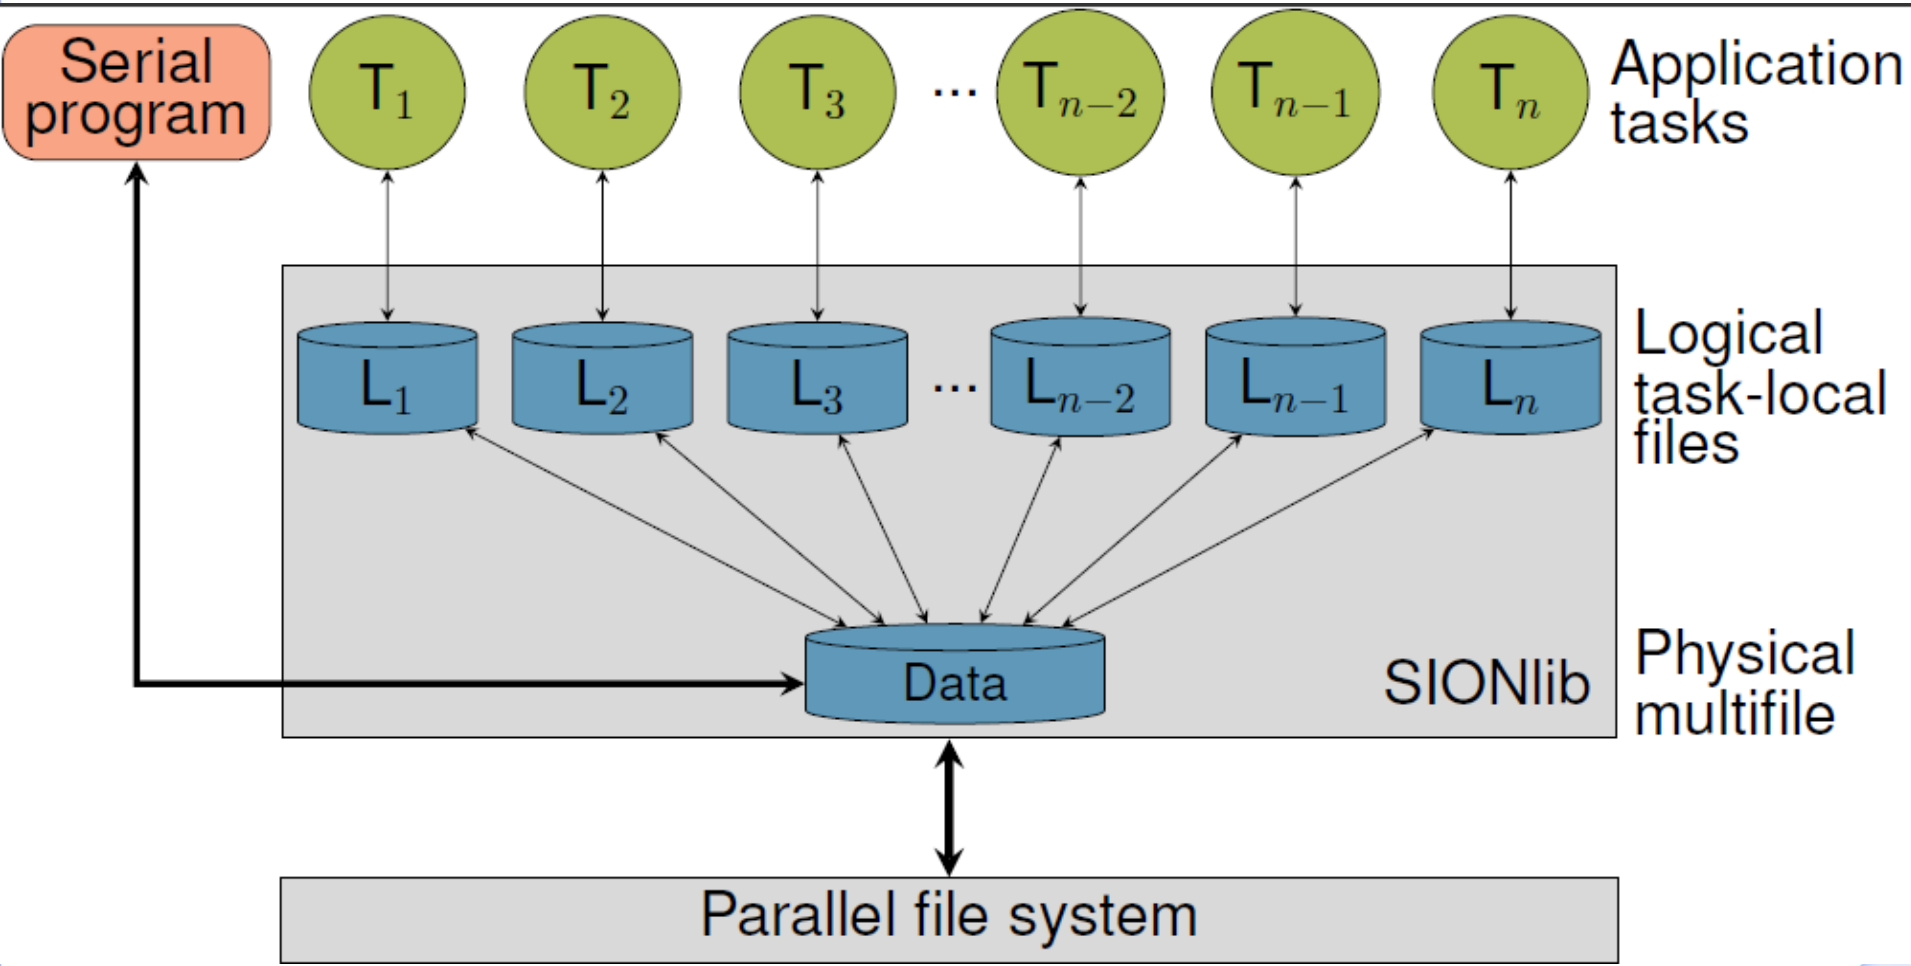 Serial
program
T₁
T₂
T₃
...
Tₙ₋₂
Tₙ₋₁
Tₙ
Application
tasks
L₁
L₂
L₃
...
Lₙ₋₂
Lₙ₋₁
Lₙ
Logical
task-local
files
Data
SIONlib
Physical
multifile
Parallel file system